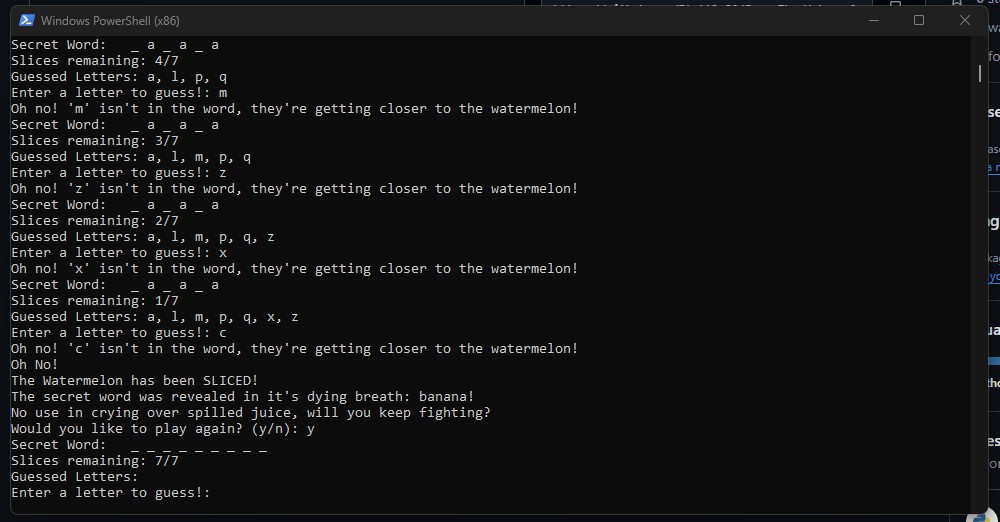 Windows PowerShell (x86)
Secret Word:   _ a _ a _ a
Slices remaining: 4/7
Guessed Letters: a, l, p, q
Enter a letter to guess!: m
Oh no! 'm' isn't in the word, they're getting closer to the watermelon!
Secret Word:   _ a _ a _ a
Slices remaining: 3/7
Guessed Letters: a, l, m, p, q
Enter a letter to guess!: z
Oh no! 'z' isn't in the word, they're getting closer to the watermelon!
Secret Word:   _ a _ a _ a
Slices remaining: 2/7
Guessed Letters: a, l, m, p, q, z
Enter a letter to guess!: x
Oh no! 'x' isn't in the word, they're getting closer to the watermelon!
Secret Word:   _ a _ a _ a
Slices remaining: 1/7
Guessed Letters: a, l, m, p, q, x, z
Enter a letter to guess!: c
Oh no! 'c' isn't in the word, they're getting closer to the watermelon!
Oh No!
The Watermelon has been SLICED!
The secret word was revealed in it's dying breath: banana!
No use in crying over spilled juice, will you keep fighting?
Would you like to play again? (y/n): y
Secret Word:   _ _ _ _ _ _ _ _ _
Slices remaining: 7/7
Guessed Letters:
Enter a letter to guess!: